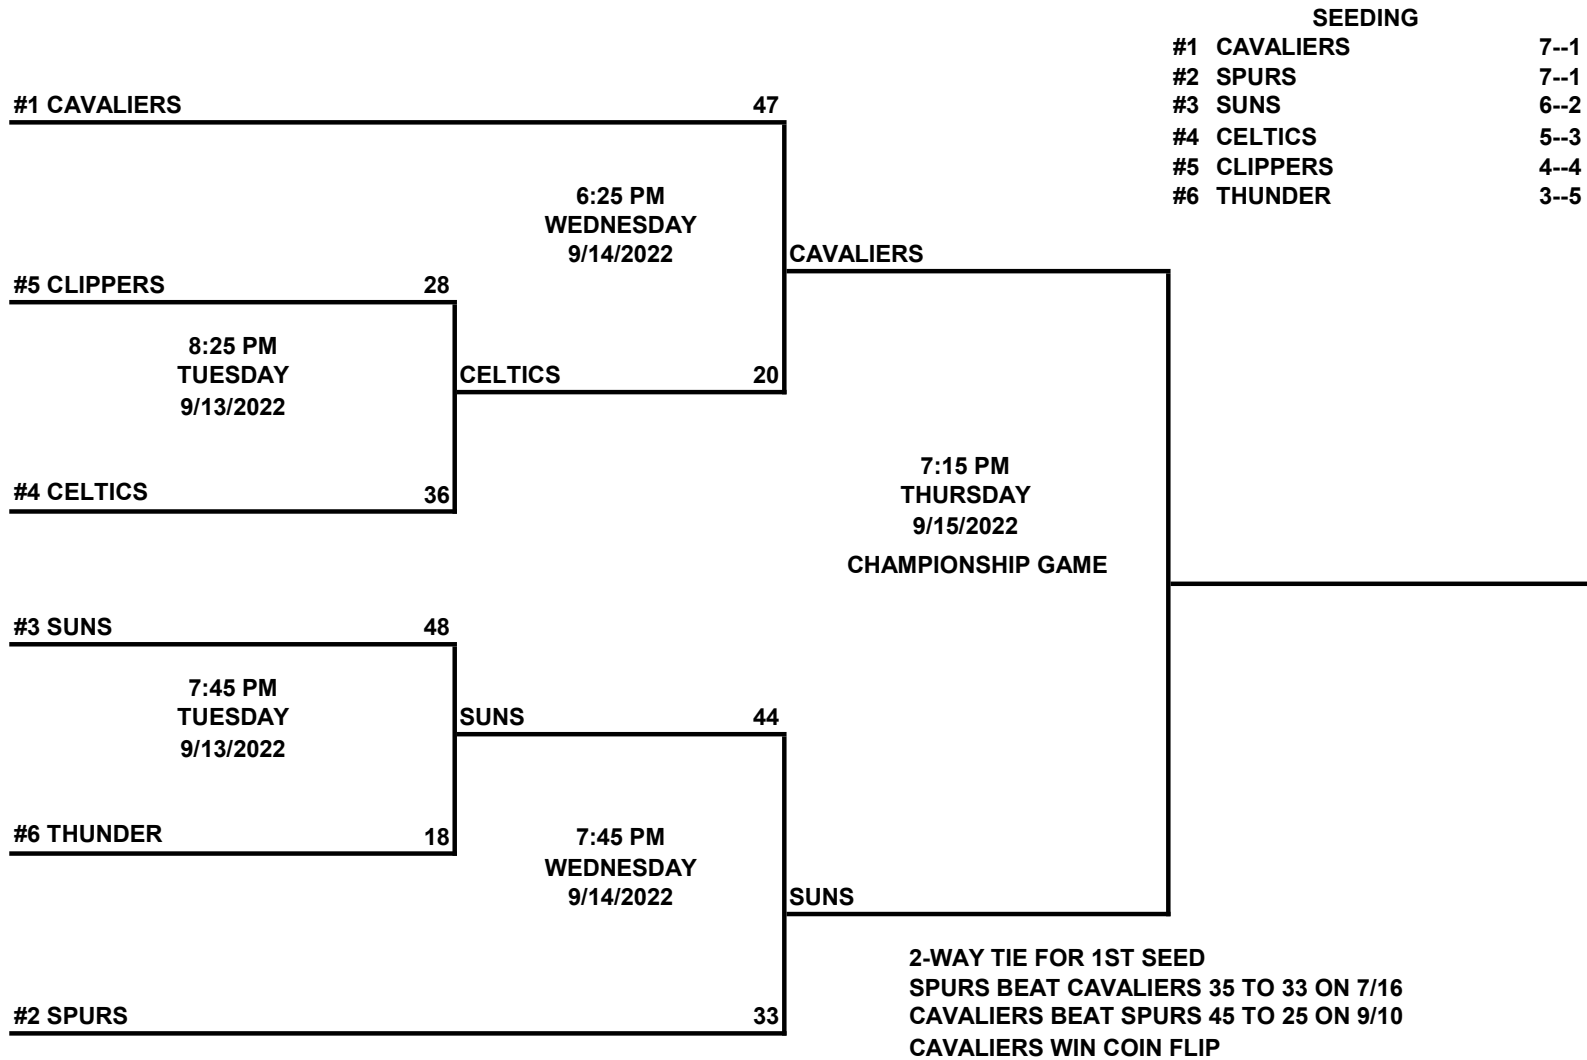 SEEDING
#1 CAVALIERS 7--1
#2 SPURS 7--1
#3 SUNS 6--2
#4 CELTICS 5--3
#5 CLIPPERS 4--4
#6 THUNDER 3--5
#1 CAVALIERS 47
6:25 PM
WEDNESDAY
9/14/2022
CAVALIERS
#5 CLIPPERS 28
8:25 PM
TUESDAY
9/13/2022
CELTICS 20
#4 CELTICS 36
7:15 PM
THURSDAY
9/15/2022
CHAMPIONSHIP GAME
#3 SUNS 48
7:45 PM
TUESDAY
9/13/2022
SUNS 44
#6 THUNDER 18
7:45 PM
WEDNESDAY
9/14/2022
SUNS
#2 SPURS 33
2-WAY TIE FOR 1ST SEED
SPURS BEAT CAVALIERS 35 TO 33 ON 7/16
CAVALIERS BEAT SPURS 45 TO 25 ON 9/10
CAVALIERS WIN COIN FLIP